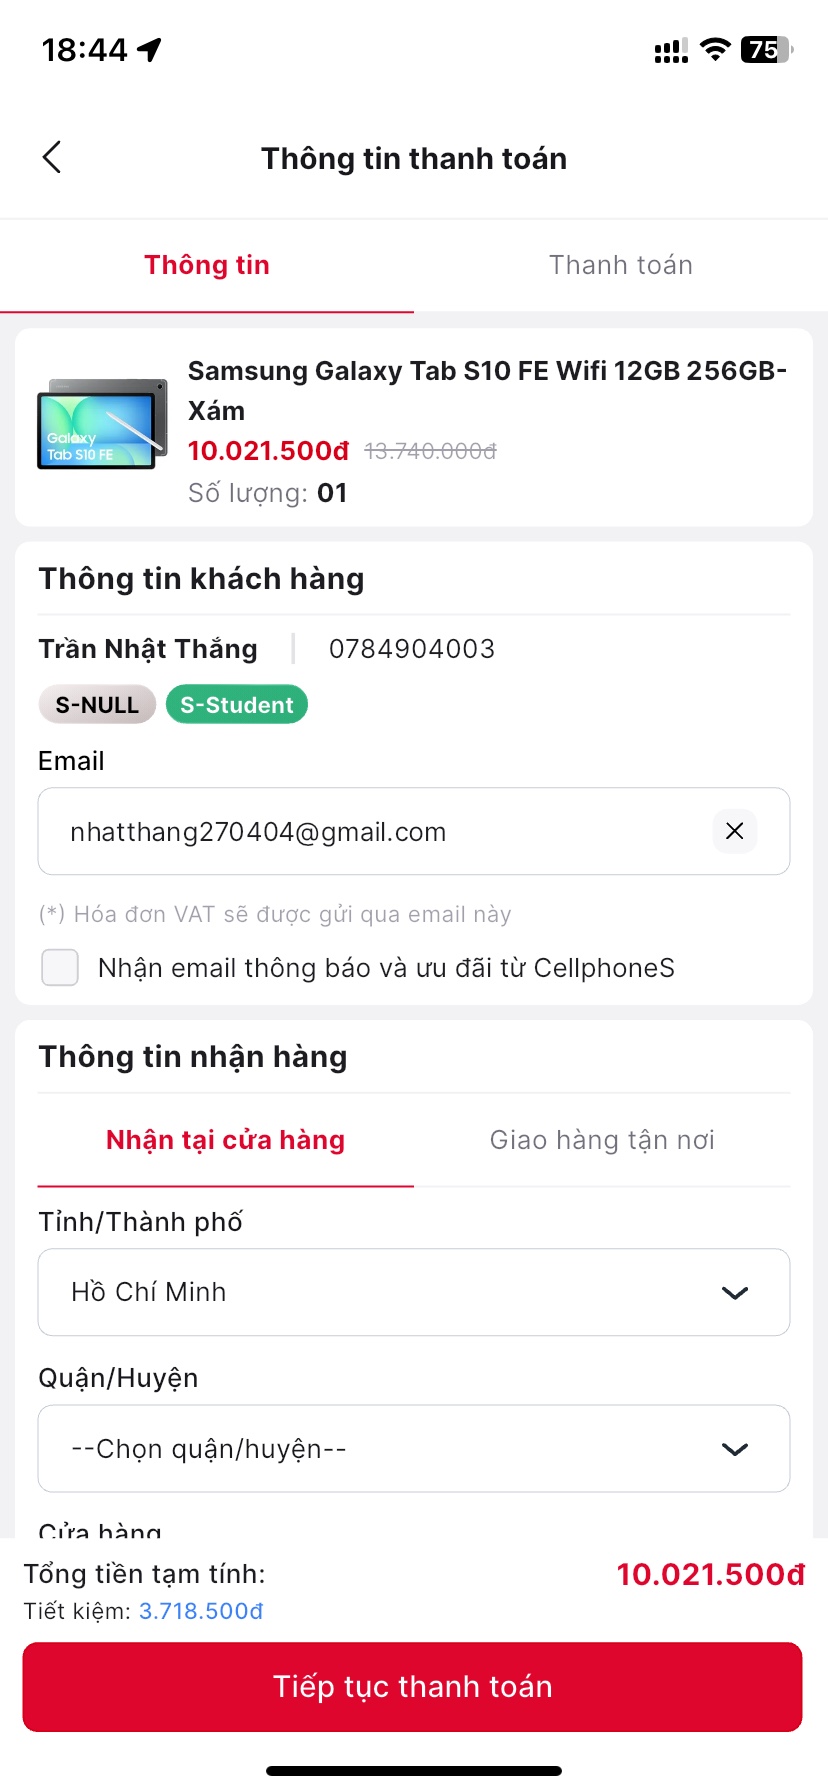 18:44
75
Thông tin thanh toán
Thông tin
Thanh toán
Samsung Galaxy Tab S10 FE Wifi 12GB 256GB-
Xám
Galaxy
Tab S10 FE
10.021.500đ 13.740.000đ
Số lượng: 01
Thông tin khách hàng
Trần Nhật Thắng 0784904003
S-NULL S-Student
Email
nhatthang270404@gmail.com
(*) Hóa đơn VAT sẽ được gửi qua email này
Nhận email thông báo và ưu đãi từ CellphoneS
Thông tin nhận hàng
Nhận tại cửa hàng
Giao hàng tận nơi
Tỉnh/Thành phố
Hồ Chí Minh
Quận/Huyện
--Chọn quận/huyện--
Cửa hàng
Tổng tiền tạm tính: 10.021.500đ
Tiết kiệm: 3.718.500đ
Tiếp tục thanh toán